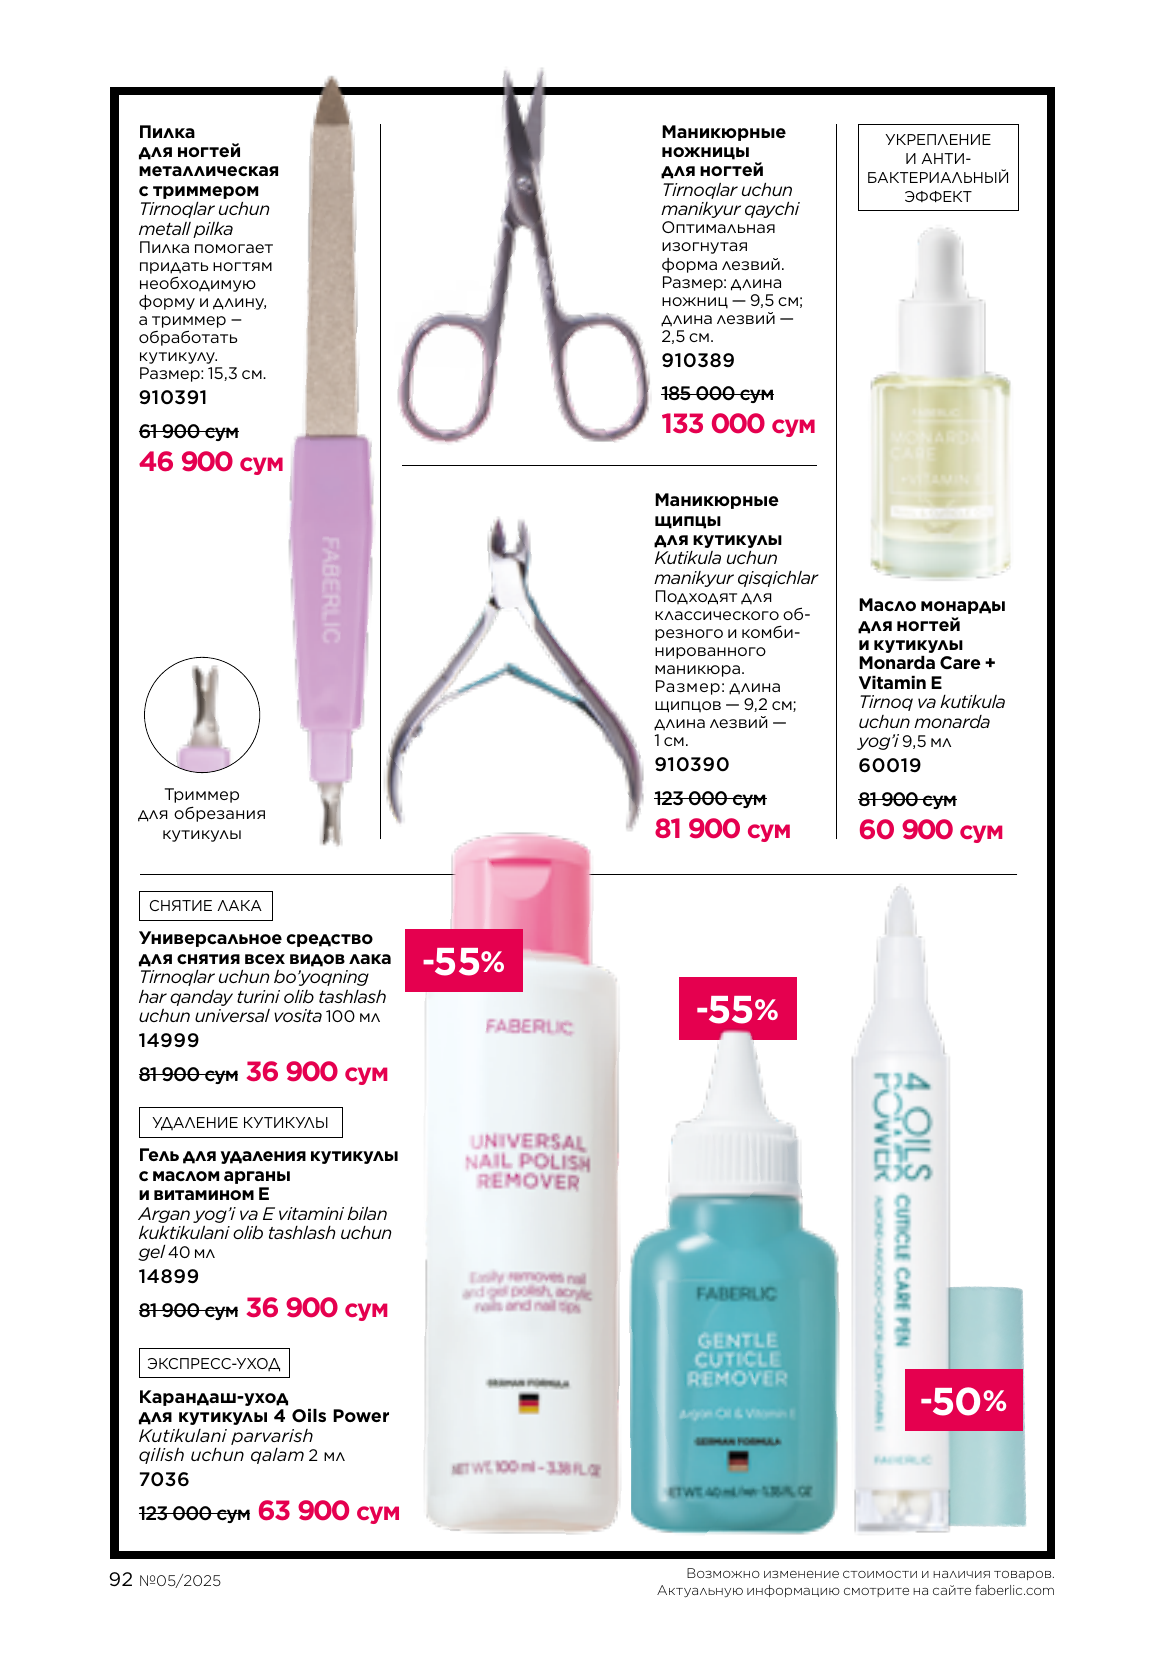 Пилка
для ногтей
металлическая
с триммером
Tirnoqlar uchun
metall pilka
Пилка помогает
придать ногтям
необходимую
форму и длину,
а триммер –
обработать
кутикулу.
Размер: 15,3 см.
910391
61 900 сум
46 900 сум
FABERLIC
Триммер
для обрезания
кутикулы
Маникюрные
ножницы
для ногтей
Tirnoqlar uchun
manikyur qaychi
Оптимальная
изогнутая
форма лезвий.
Размер: длина
ножниц — 9,5 см;
длина лезвий —
2,5 см.
910389
185 000 сум
133 000 сум
Маникюрные
щипцы
для кутикулы
Kutikula uchun
manikyur qisqichlar
Подходят для
классического об-
резного и комби-
нированного
маникюра.
Размер: длина
щипцов — 9,2 см;
длина лезвий —
1 см.
910390
123 000 сум
81 900 сум
УКРЕПЛЕНИЕ
И АНТИ-
БАКТЕРИАЛЬНЫЙ
ЭФФЕКТ
FABERLIC
MONARDA
CARE
+VITAMIN E
Масло монарды
для ногтей
и кутикулы
Monarda Care +
Vitamin E
Tirnoq va kutikula
uchun monarda
yog’i 9,5 мл
60019
81 900 сум
60 900 сум
СНЯТИЕ ЛАКА
Универсальное средство
для снятия всех видов лака
Tirnoqlar uchun bo’yoqning
har qanday turini olib tashlash
uchun universal vosita 100 мл
14999
81 900 сум 36 900 сум
УДАЛЕНИЕ КУТИКУЛЫ
Гель для удаления кутикулы
с маслом арганы
и витамином Е
Argan yog’i va E vitamini bilan
kuktikulani olib tashlash uchun
gel 40 мл
14899
81 900 сум 36 900 сум
ЭКСПРЕСС-УХОД
Карандаш-уход
для кутикулы 4 Oils Power
Kutikulani parvarish
qilish uchun qalam 2 мл
7036
123 000 сум 63 900 сум
-55%
FABERLIC
UNIVERSAL
NAIL POLISH
REMOVER
Easily removes nail
and gel polish, acrylic
nails and nail tips
GERMAN FORMULA
NET WT. 100 ml – 3.38 FL. OZ
-55%
FABERLIC
GENTLE
CUTICLE
REMOVER
Argan Oil & Vitamin E
GERMAN FORMULA
4 OILS
POWER
CUTICLE CARE PEN
FABERLIC
-50%
92 №05/2025
Возможно изменение стоимости и наличия товаров.
Актуальную информацию смотрите на сайте faberlic.com